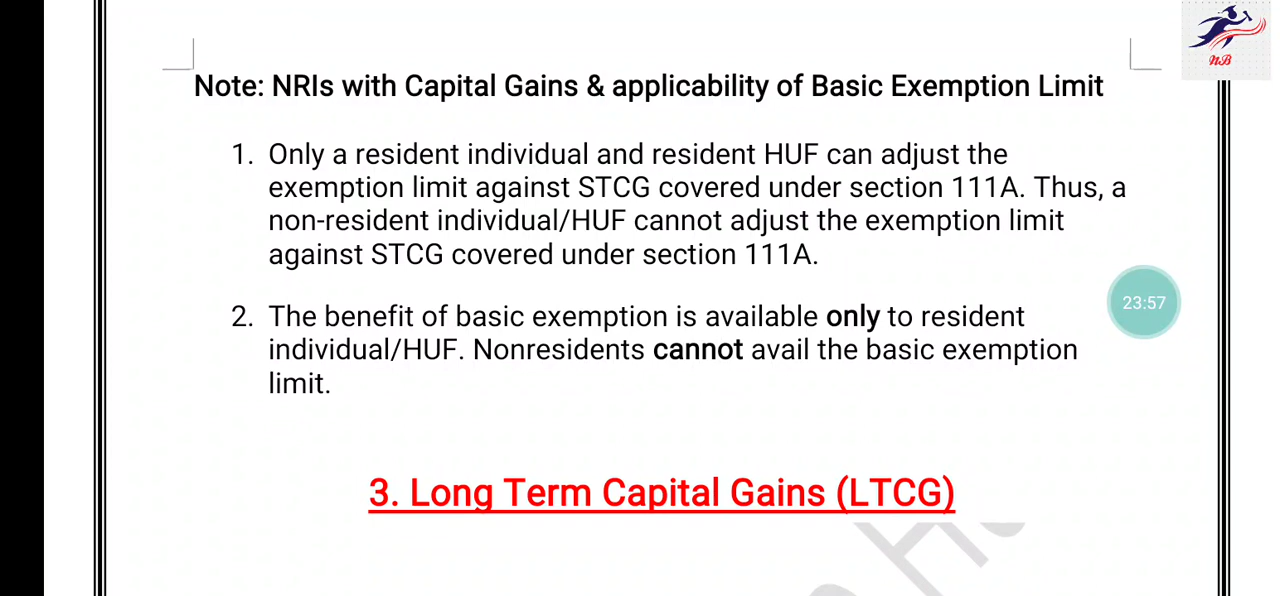 NB
Note: NRIs with Capital Gains & applicability of Basic Exemption Limit
1. Only a resident individual and resident HUF can adjust the
exemption limit against STCG covered under section 111A. Thus, a
non-resident individual/HUF cannot adjust the exemption limit
against STCG covered under section 111A.
23:57
2. The benefit of basic exemption is available only to resident
individual/HUF. Nonresidents cannot avail the basic exemption
limit.
3. Long Term Capital Gains (LTCG)